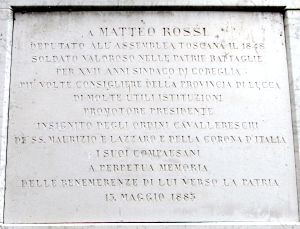 A MATTEO ROSSI
DEPUTATO ALL'ASSEMBLEA TOSCANA IL 1848
SOLDATO VALOROSO NELLE PATRIE BATTAGLIE
PER XVII ANNI SINDACO DI COREGLIA
PIÙ VOLTE CONSIGLIERE DELLA PROVINCIA DI LUCCA
DI MOLTE UTILI ISTITUZIONI
PROMOTORE PRESIDENTE
INSIGNITO DEGLI ORDINI CAVALLERESCHI
DE' S.S. MAURIZIO E LAZZARO E DELLA CORONA D'ITALIA
I SUOI COMPAESANI
A PERPETUA MEMORIA
DELLE BENEMERENZE DI LUI VERSO LA PATRIA
13. MAGGIO 1883